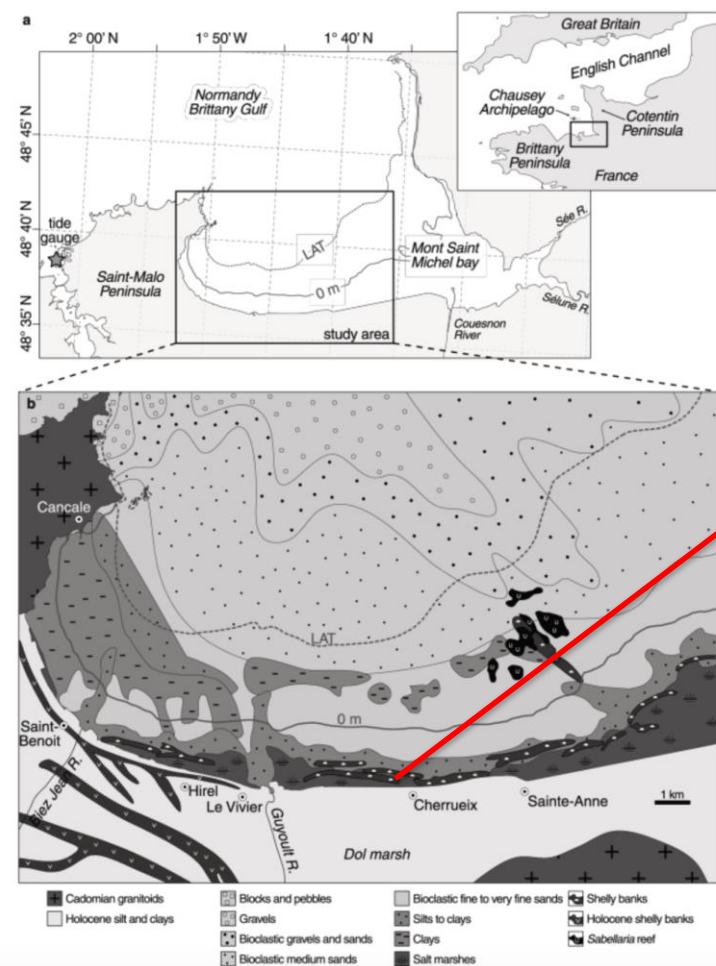 a
2° 00' N
1° 50' N
1° 40' N
Great Britain
English Channel
Chausey
Archipelago
Cotentin
Peninsula
Brittany
Peninsula
France
Normandy
Brittany Gulf
48° 45' N
48° 40' N
48° 35' N
tide
gauge
Saint-Malo
Peninsula
LAT
0 m
Mont Saint
Michel bay
Sée R.
Sélune R.
Couesnon
River
study area
b
Cancale
LAT
0 m
Saint-
Benoit
Biez Jean R.
Hirel
Le Vivier
Guyoult R.
Cherrueix
Sainte-Anne
1 km
Dol marsh
Cadomian granitoids
Holocene silt and clays
Blocks and pebbles
Gravels
Bioclastic gravels and sands
Bioclastic medium sands
Bioclastic fine to very fine sands
Silts to clays
Clays
Salt marshes
Shelly banks
Holocene shelly banks
Sabellaria reef